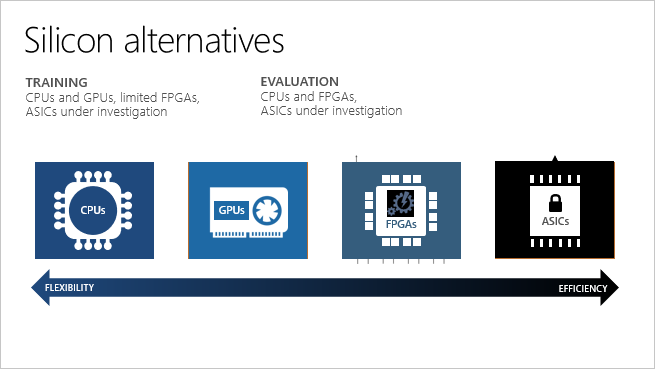 Silicon alternatives
TRAINING
CPUs and GPUs, limited FPGAs,
ASICs under investigation
EVALUATION
CPUs and FPGAs,
ASICs under investigation
CPUs
GPUs
FPGAs
ASICs
FLEXIBILITY
EFFICIENCY